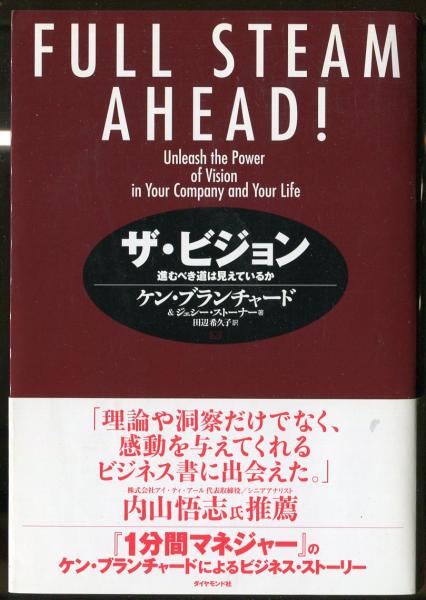 FULL STEAM
AHEAD!
Unleash the Power
of Vision
in Your Company and Your Life
ザ・ビジョン
進むべき道は見えているか
ケン・ブランチャード
&ジェシー・ストーナー 著
田辺希久子 訳
「理論や洞察だけでなく、
感動を与えてくれる
ビジネス書に出会えた。」
株式会社アイ・ティ・アール 代表取締役/シニアアナリスト
内山悟志氏推薦
『1分間マネジャー』の
ケン・ブランチャードによるビジネス・ストーリー
ダイヤモンド社